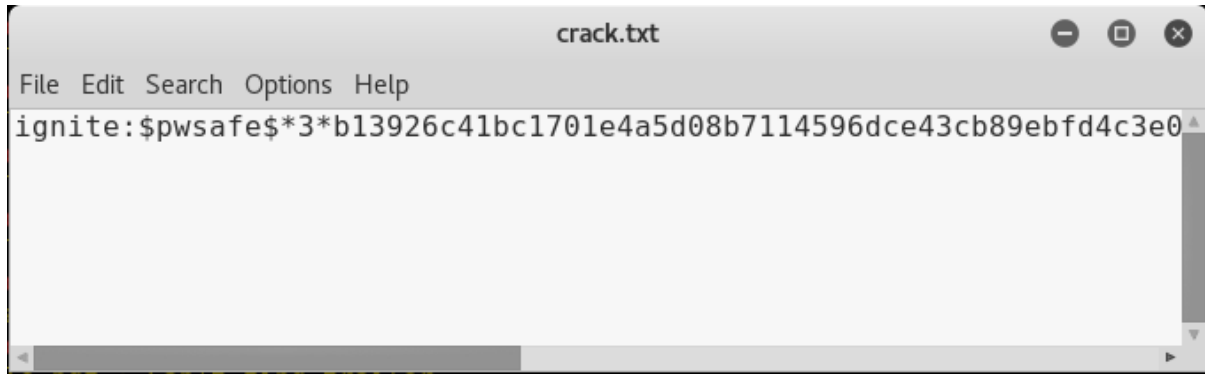 crack.txt
File Edit Search Options Help
ignite:$pwsafe$*3*b13926c41bc1701e4a5d08b7114596dce43cb89ebfd4c3e0